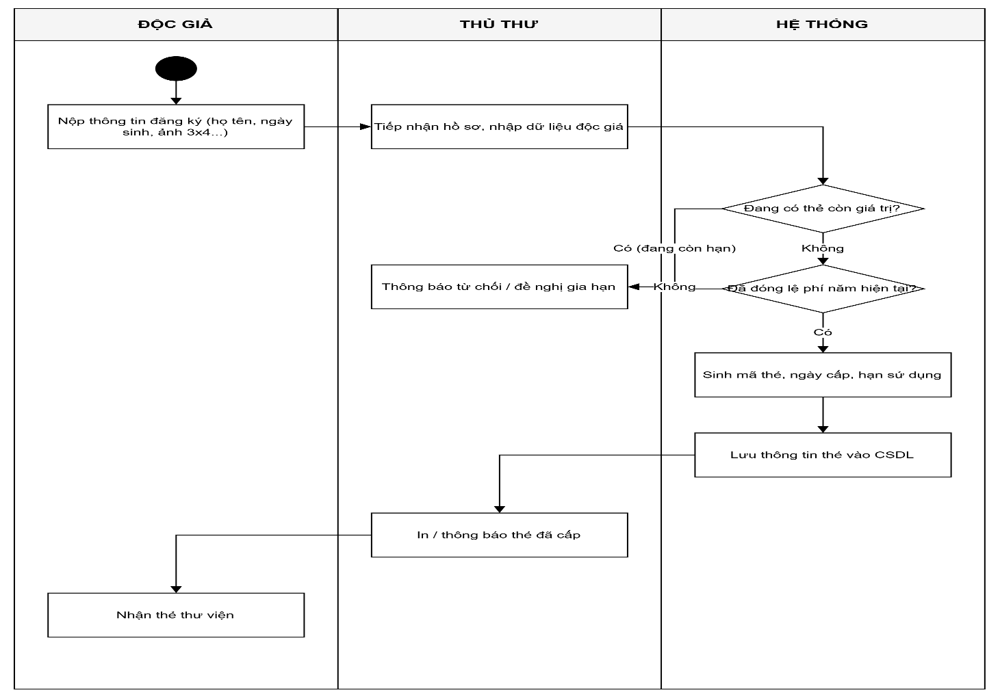 ĐỘC GIẢ
THỦ THƯ
HỆ THỐNG
Nộp thông tin đăng ký (họ tên, ngày
sinh, ảnh 3x4...)
Tiếp nhận hồ sơ, nhập dữ liệu độc giả
Đang có thẻ còn giá trị?
Có (đang còn hạn)
Không
Thông báo từ chối / đề nghị gia hạn
Không
Đã đóng lệ phí năm hiện tại?
Có
Sinh mã thẻ, ngày cấp, hạn sử dụng
Lưu thông tin thẻ vào CSDL
In / thông báo thẻ đã cấp
Nhận thẻ thư viện